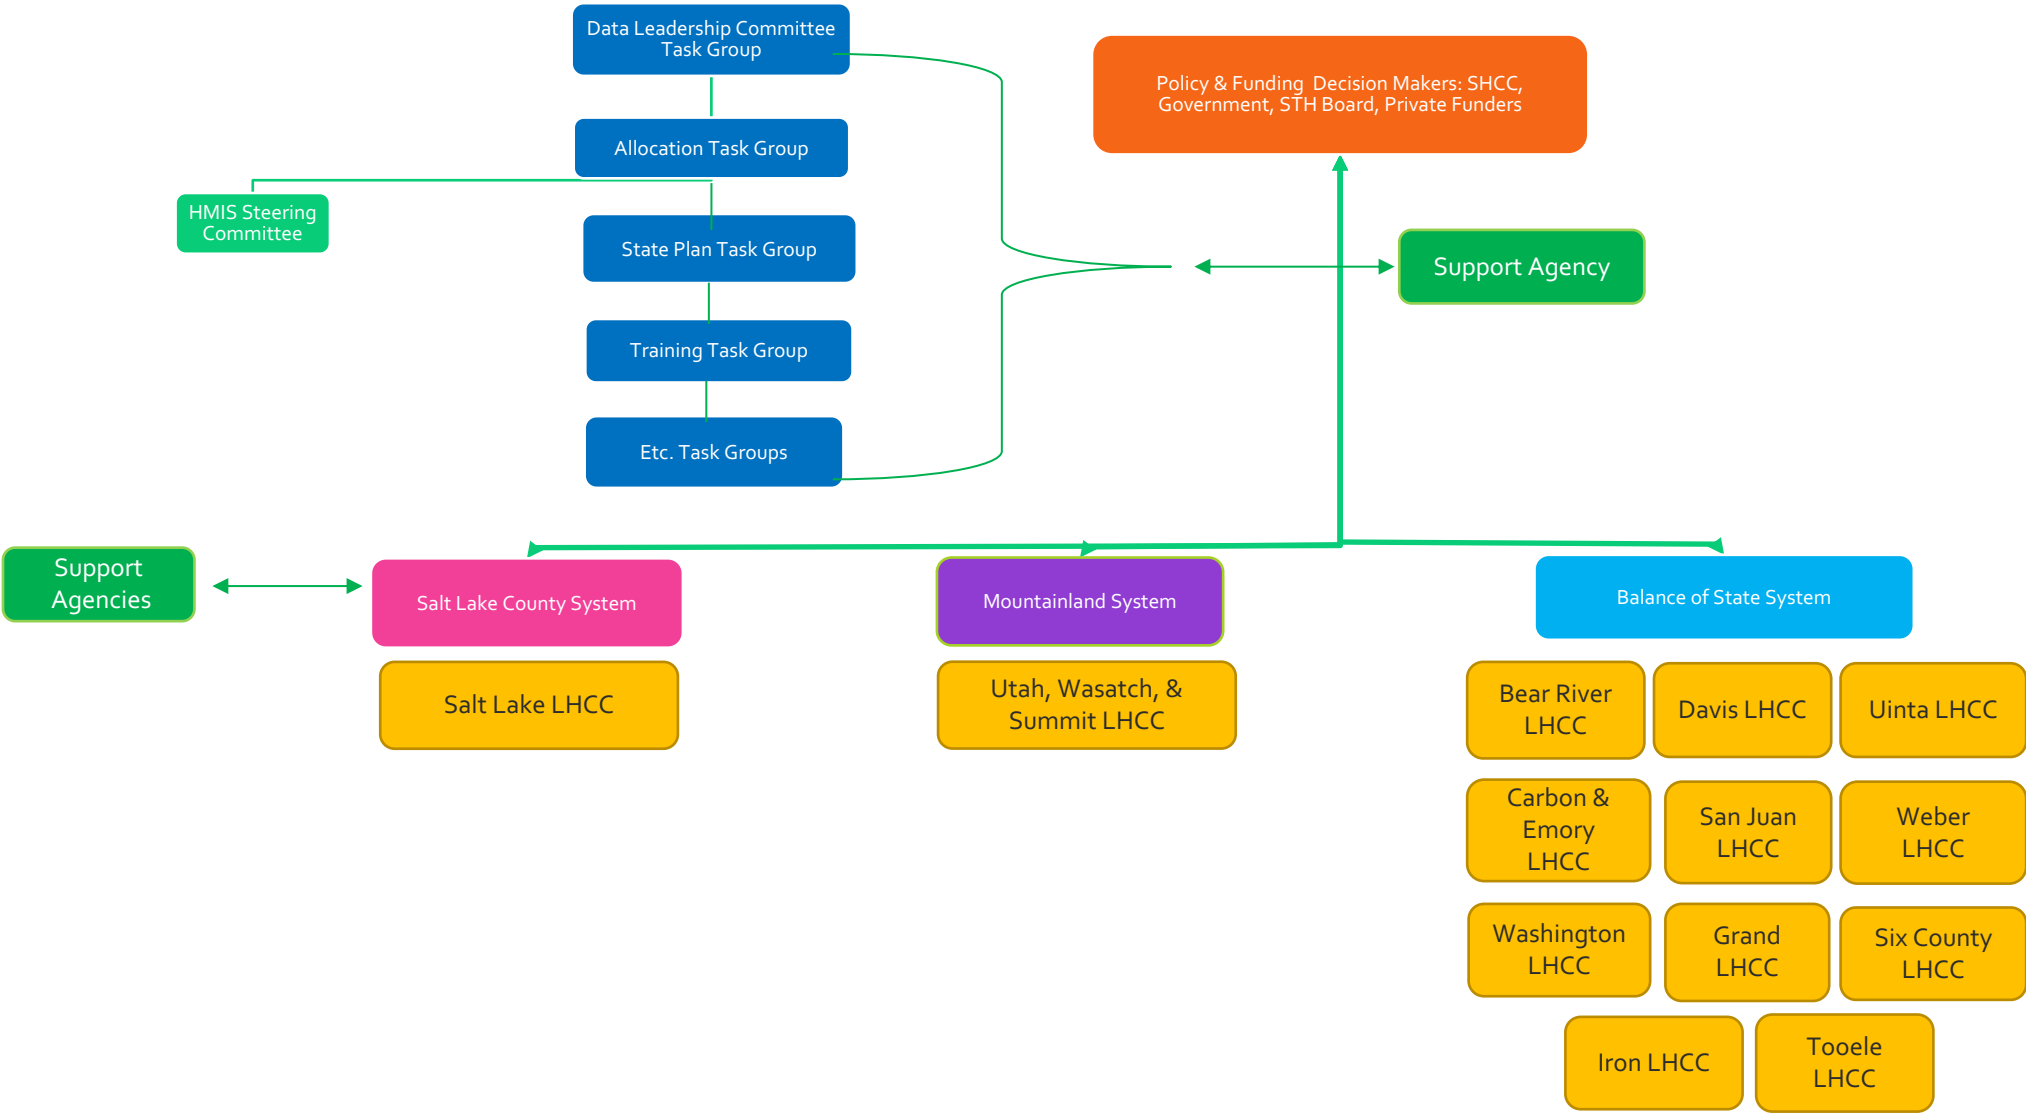 Data Leadership Committee
Task Group
Policy & Funding  Decision Makers: SHCC,
Government, STH Board, Private Funders
Allocation Task Group
HMIS Steering
Committee
State Plan Task Group
Support Agency
Training Task Group
Etc. Task Groups
Support
Agencies
Salt Lake County System
Mountainland System
Balance of State System
Salt Lake LHCC
Utah, Wasatch, &
Summit LHCC
Bear River
LHCC
Davis LHCC
Uinta LHCC
Carbon &
Emory
LHCC
San Juan
LHCC
Weber
LHCC
Washington
LHCC
Grand
LHCC
Six County
LHCC
Iron LHCC
Tooele
LHCC